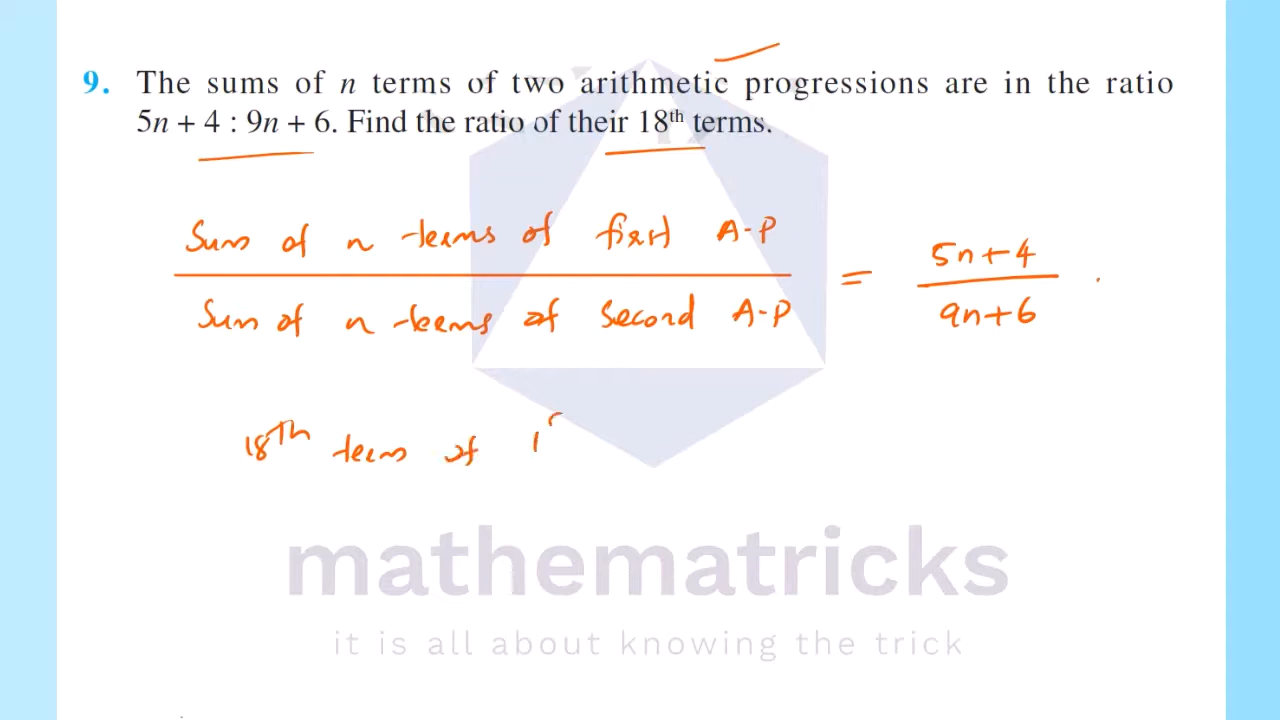 9. The sums of n terms of two arithmetic progressions are in the ratio
5n + 4 : 9n + 6. Find the ratio of their 18th terms.
Sum of n terms of first A.P
Sum of n terms of second A.P
=
5n+4
9n+6
18th term of 1
mathematricks
it is all about knowing the trick